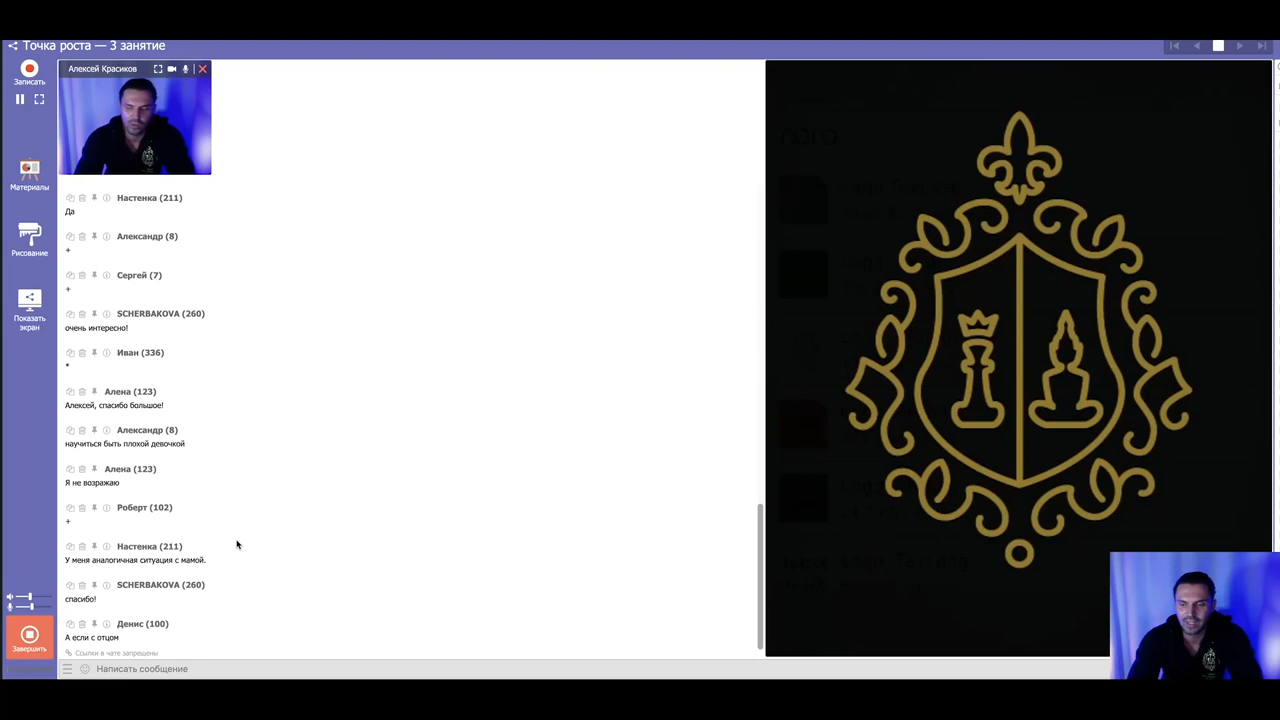 Точка роста — 3 занятие
Записать
Материалы
Рисование
Показать
экран
Завершить
Алексей Красиков
Настенка (211)
Да
Александр (8)
+
Сергей (7)
+
SCHERBAKOVA (260)
очень интересно!
Иван (336)
*
Алена (123)
Алексей, спасибо большое!
Александр (8)
научиться быть плохой девочкой
Алена (123)
Я не возражаю
Роберт (102)
+
Настенка (211)
У меня аналогичная ситуация с мамой.
SCHERBAKOVA (260)
спасибо!
Денис (100)
А если с отцом
Ссылки в чате запрещены
Написать сообщение